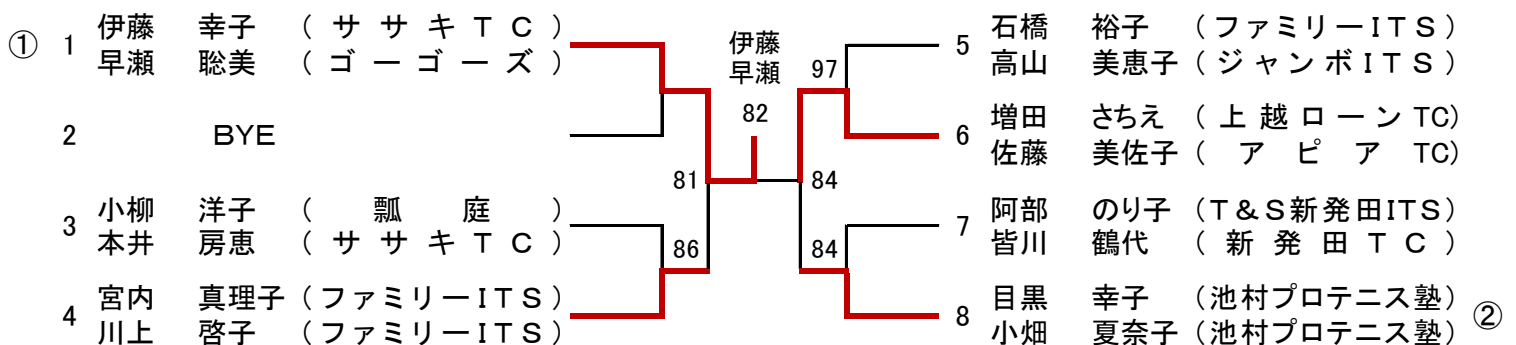 ① 1 伊藤 幸子 (ササキTC)
早瀬 聡美 (ゴーゴーズ)
2 BYE
3 小柳 洋子 (瓢庭)
本井 房恵 (ササキTC)
4 宮内 真理子 (ファミリーITS)
川上 啓子 (ファミリーITS)
81
86
伊藤
早瀬
82
97
84
84
5 石橋 裕子 (ファミリーITS)
高山 美恵子 (ジャンボITS)
6 増田 さちえ (上越ローンTC)
佐藤 美佐子 (アピアTC)
7 阿部 のり子 (T&S新発田ITS)
皆川 鶴代 (新発田TC)
8 目黒 幸子 (池村プロテニス塾) ②
小畑 夏奈子 (池村プロテニス塾)